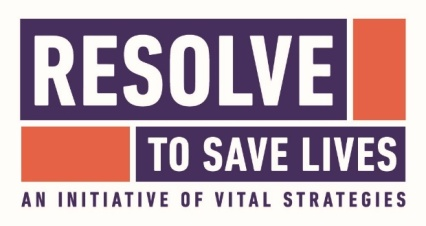 RESOLVE
TO SAVE LIVES
AN INITIATIVE OF VITAL STRATEGIES